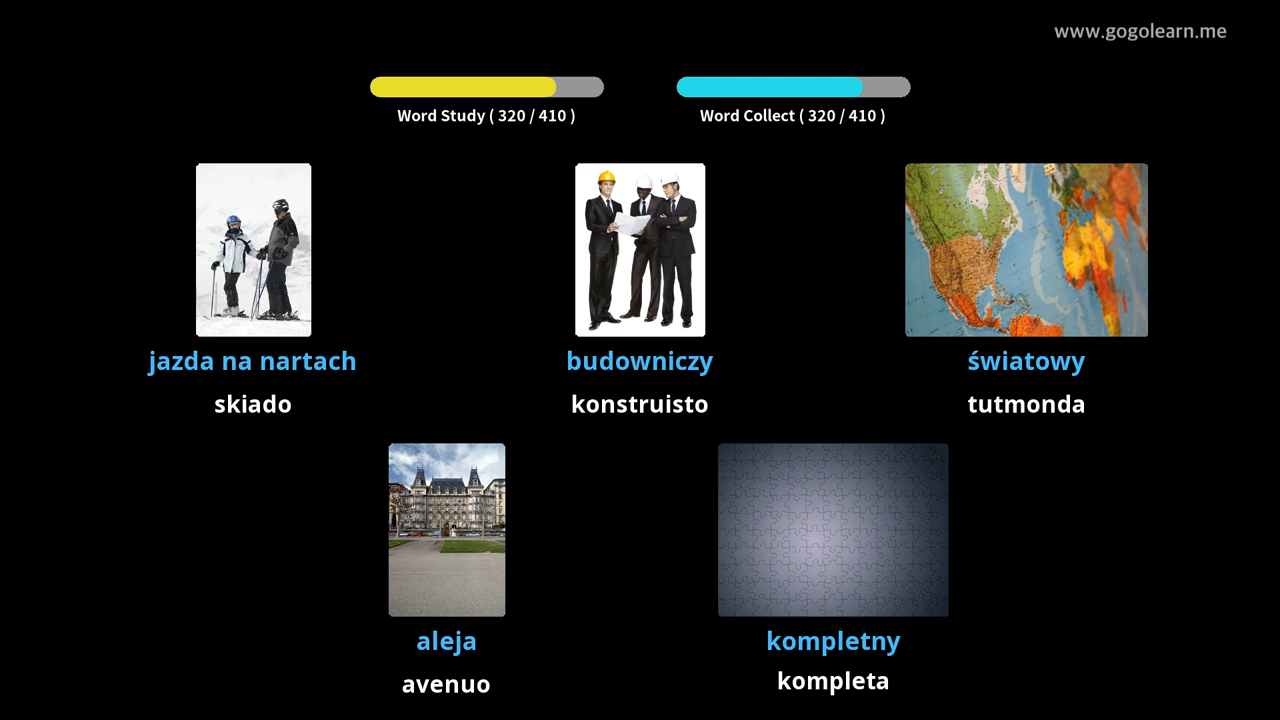 www.gogolearn.me
Word Study ( 320 / 410 )
Word Collect ( 320 / 410 )
jazda na nartach
budowniczy
światowy
skiado
konstruisto
tutmonda
aleja
kompletny
avenuo
kompleta